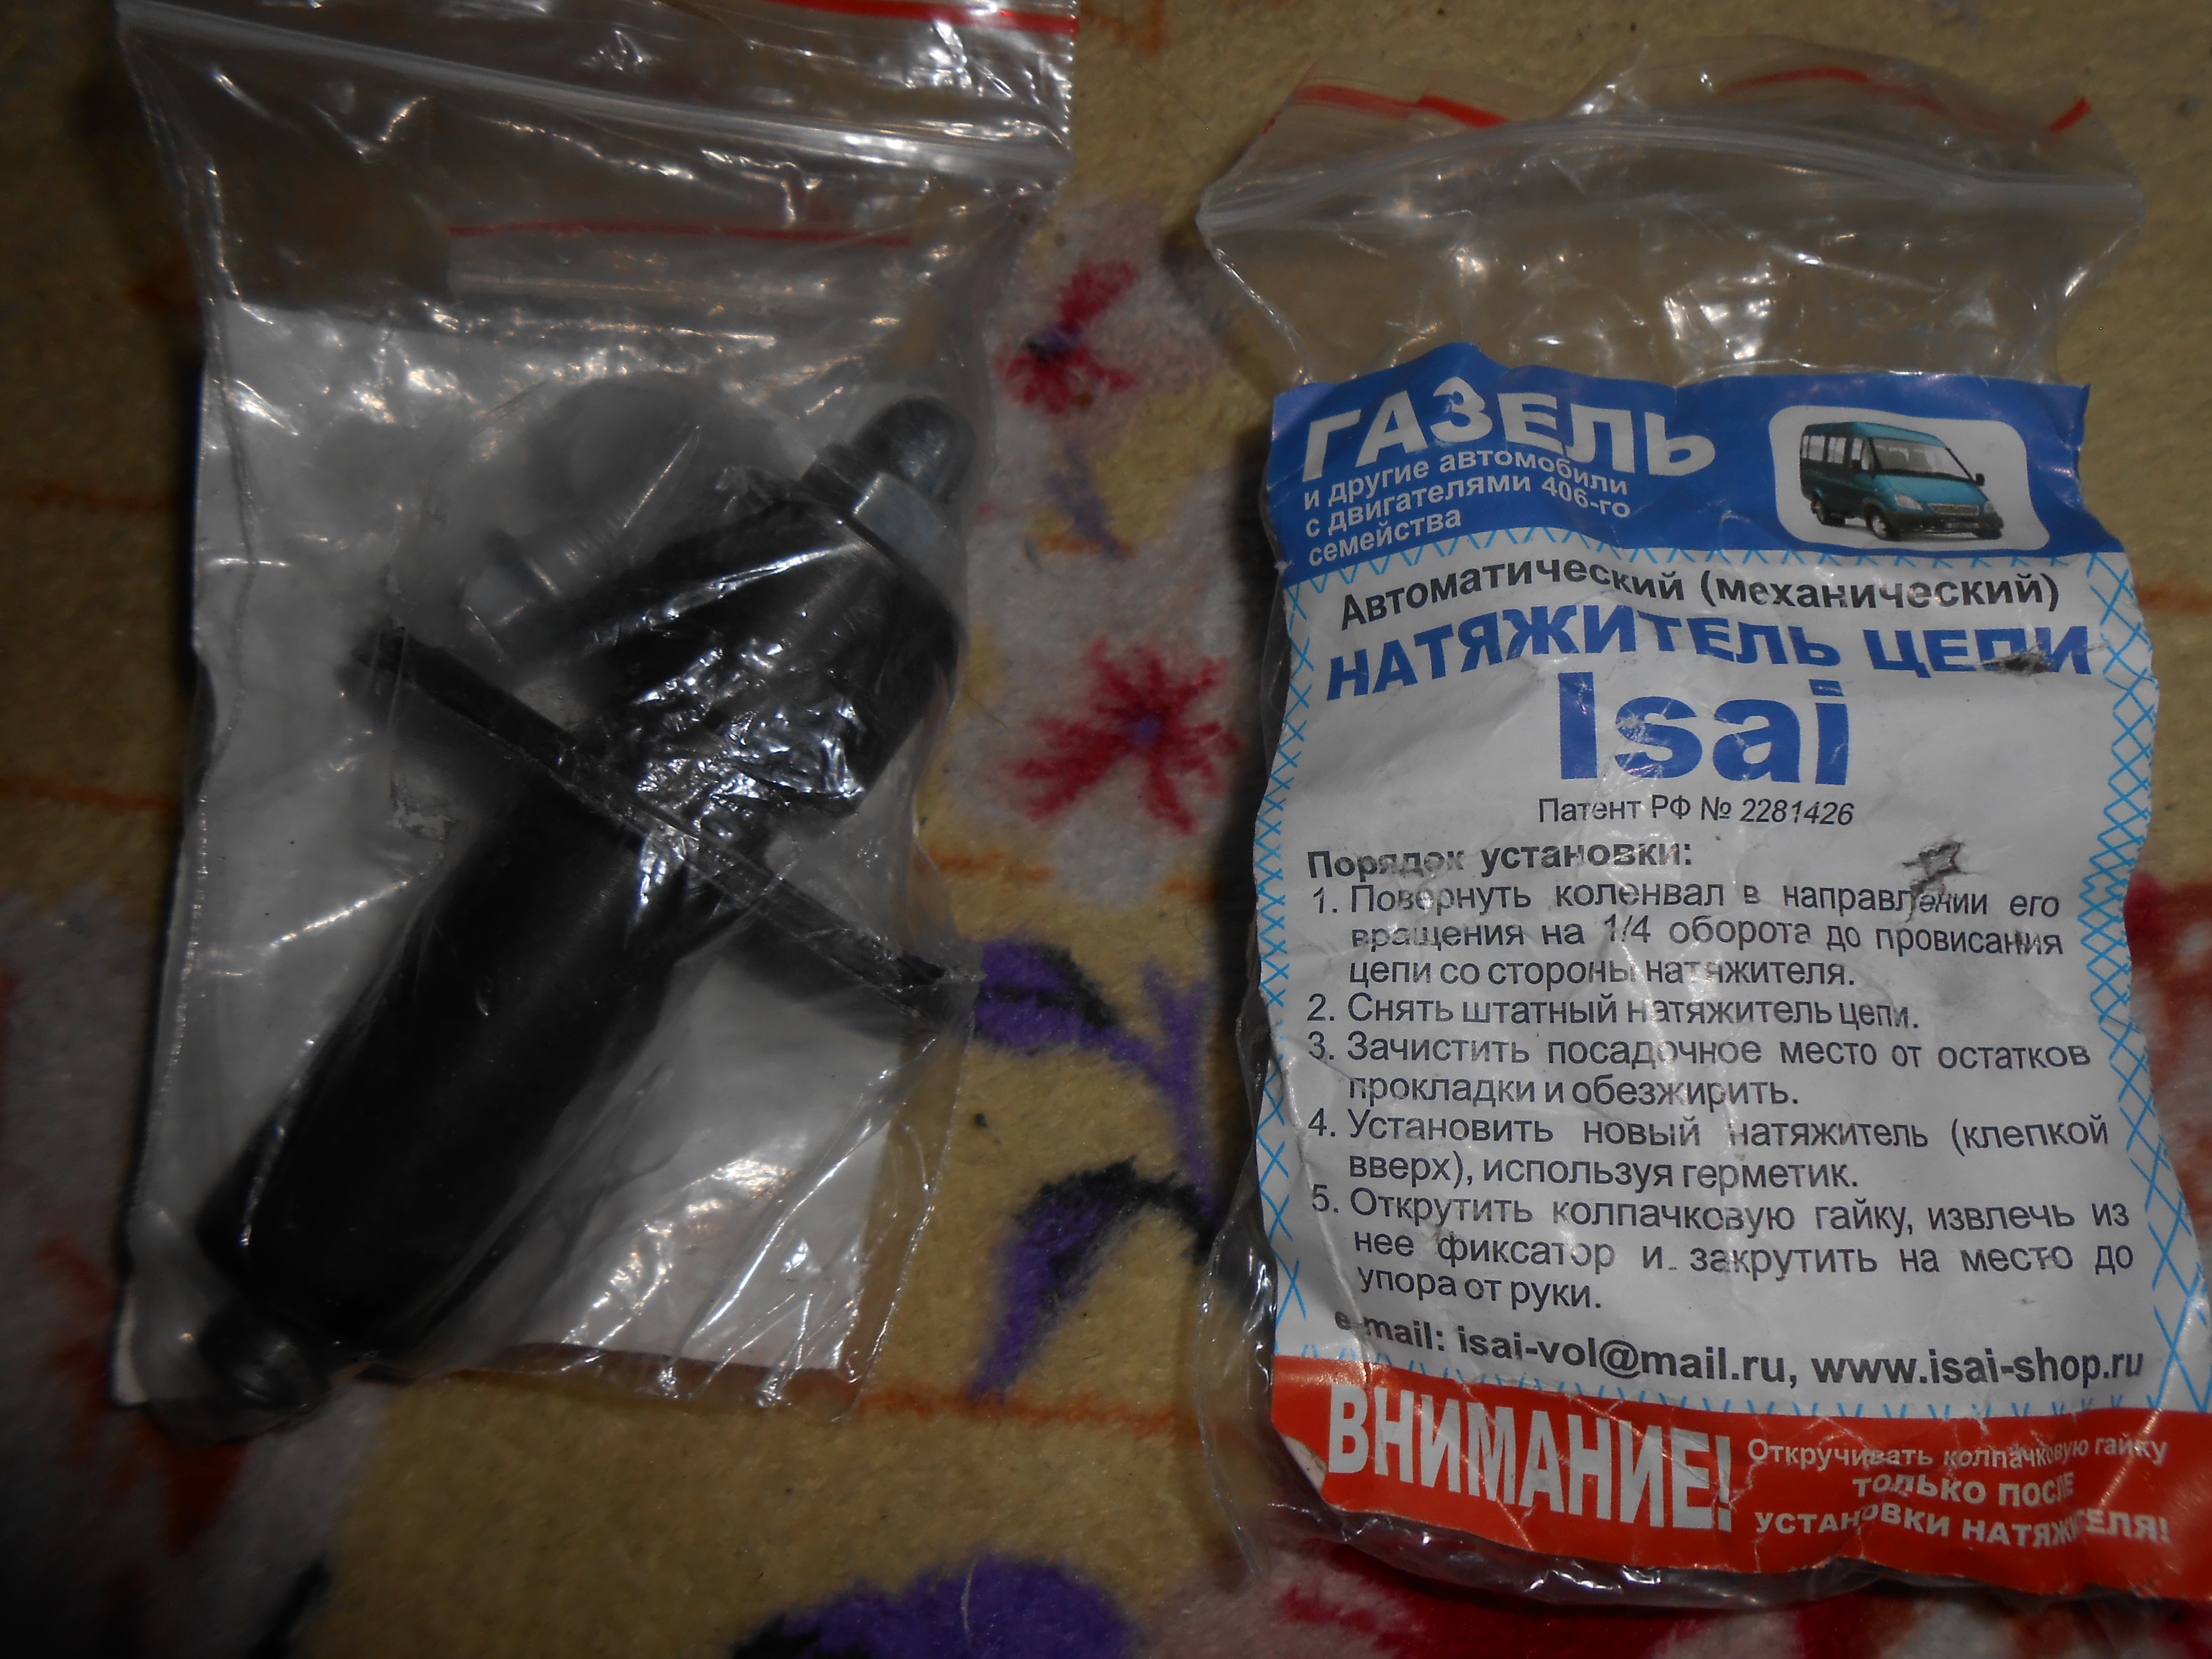 ГАЗЕЛЬ
и другие автомобили
с двигателями 406-го
семейства
Автоматический (механический)
НАТЯЖИТЕЛЬ ЦЕПИ
Isai
Патент РФ № 2281426
Порядок установки:
1. Повернуть коленвал в направлении его
вращения на 1/4 оборота до провисания
цепи со стороны натяжителя.
2. Снять штатный натяжитель цепи.
3. Зачистить посадочное место от остатков
прокладки и обезжирить.
4. Установить новый натяжитель (клепкой
вверх), используя герметик.
5. Открутить колпачковую гайку, извлечь из
нее фиксатор и закрутить на место до
упора от руки.
e-mail: isai-vol@mail.ru, www.isai-shop.ru
ВНИМАНИЕ! Откручивать колпачковую гайку
ТОЛЬКО ПОСЛЕ
УСТАНОВКИ НАТЯЖИТЕЛЯ!